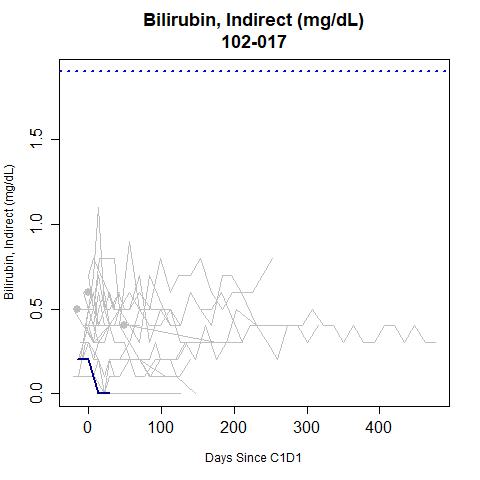 Bilirubin, Indirect (mg/dL)
102-017
Bilirubin, Indirect (mg/dL)
1.5
1.0
0.5
0.0
0 100 200 300 400
Days Since C1D1